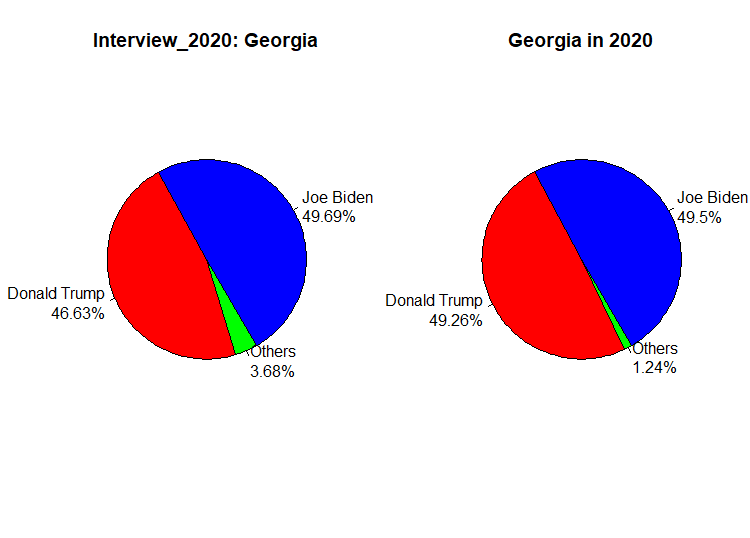 Interview_2020: Georgia
Joe Biden
49.69%
Donald Trump
46.63%
Others
3.68%
Georgia in 2020
Joe Biden
49.5%
Donald Trump
49.26%
Others
1.24%